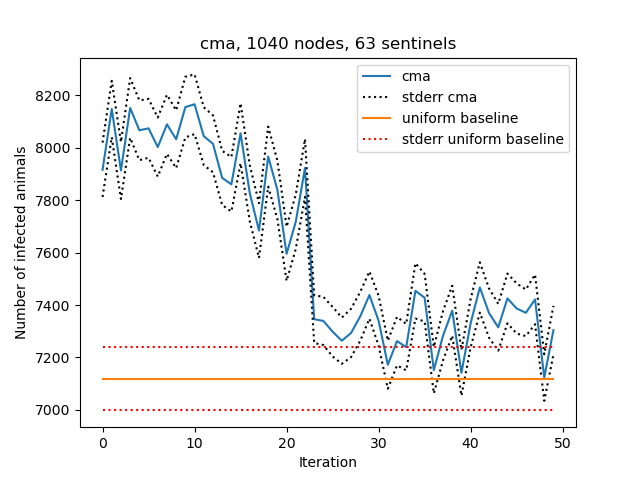 cma, 1040 nodes, 63 sentinels
cma
stderr cma
uniform baseline
stderr uniform baseline
Number of infected animals
8200
8000
7800
7600
7400
7200
7000
0 10 20 30 40 50
Iteration